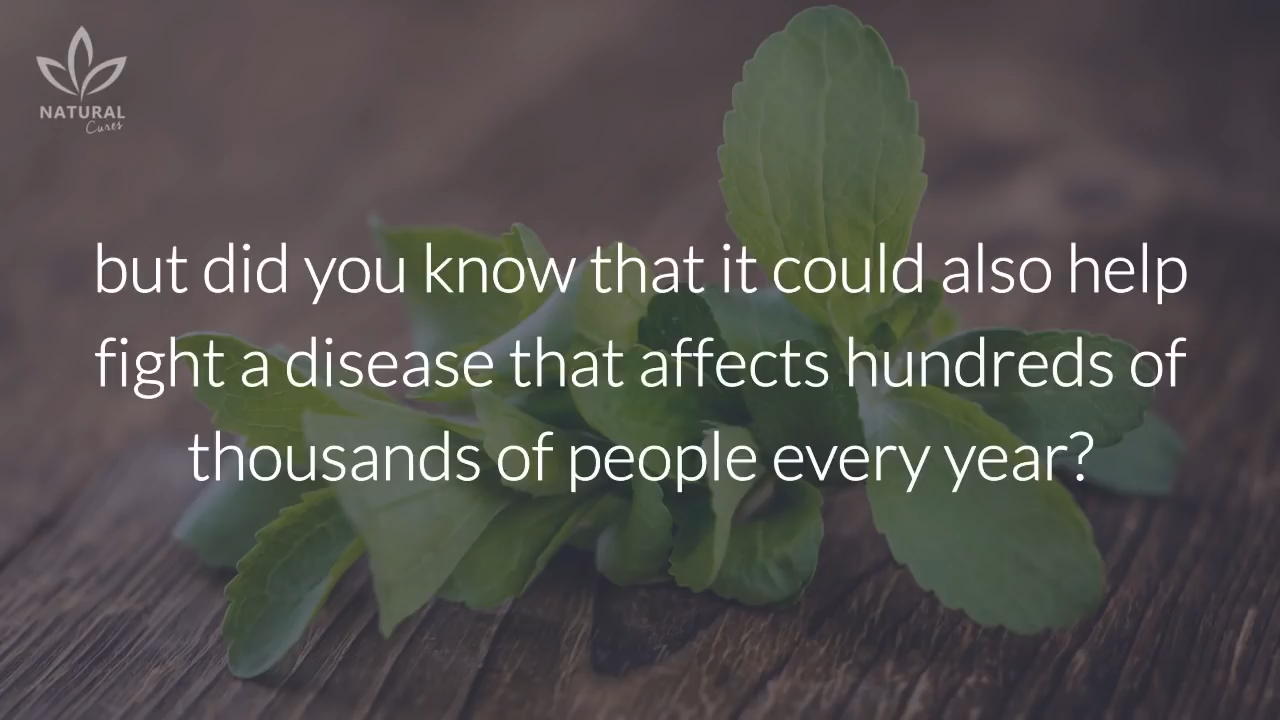 NATURAL
Cures
but did you know that it could also help
fight a disease that affects hundreds of
thousands of people every year?